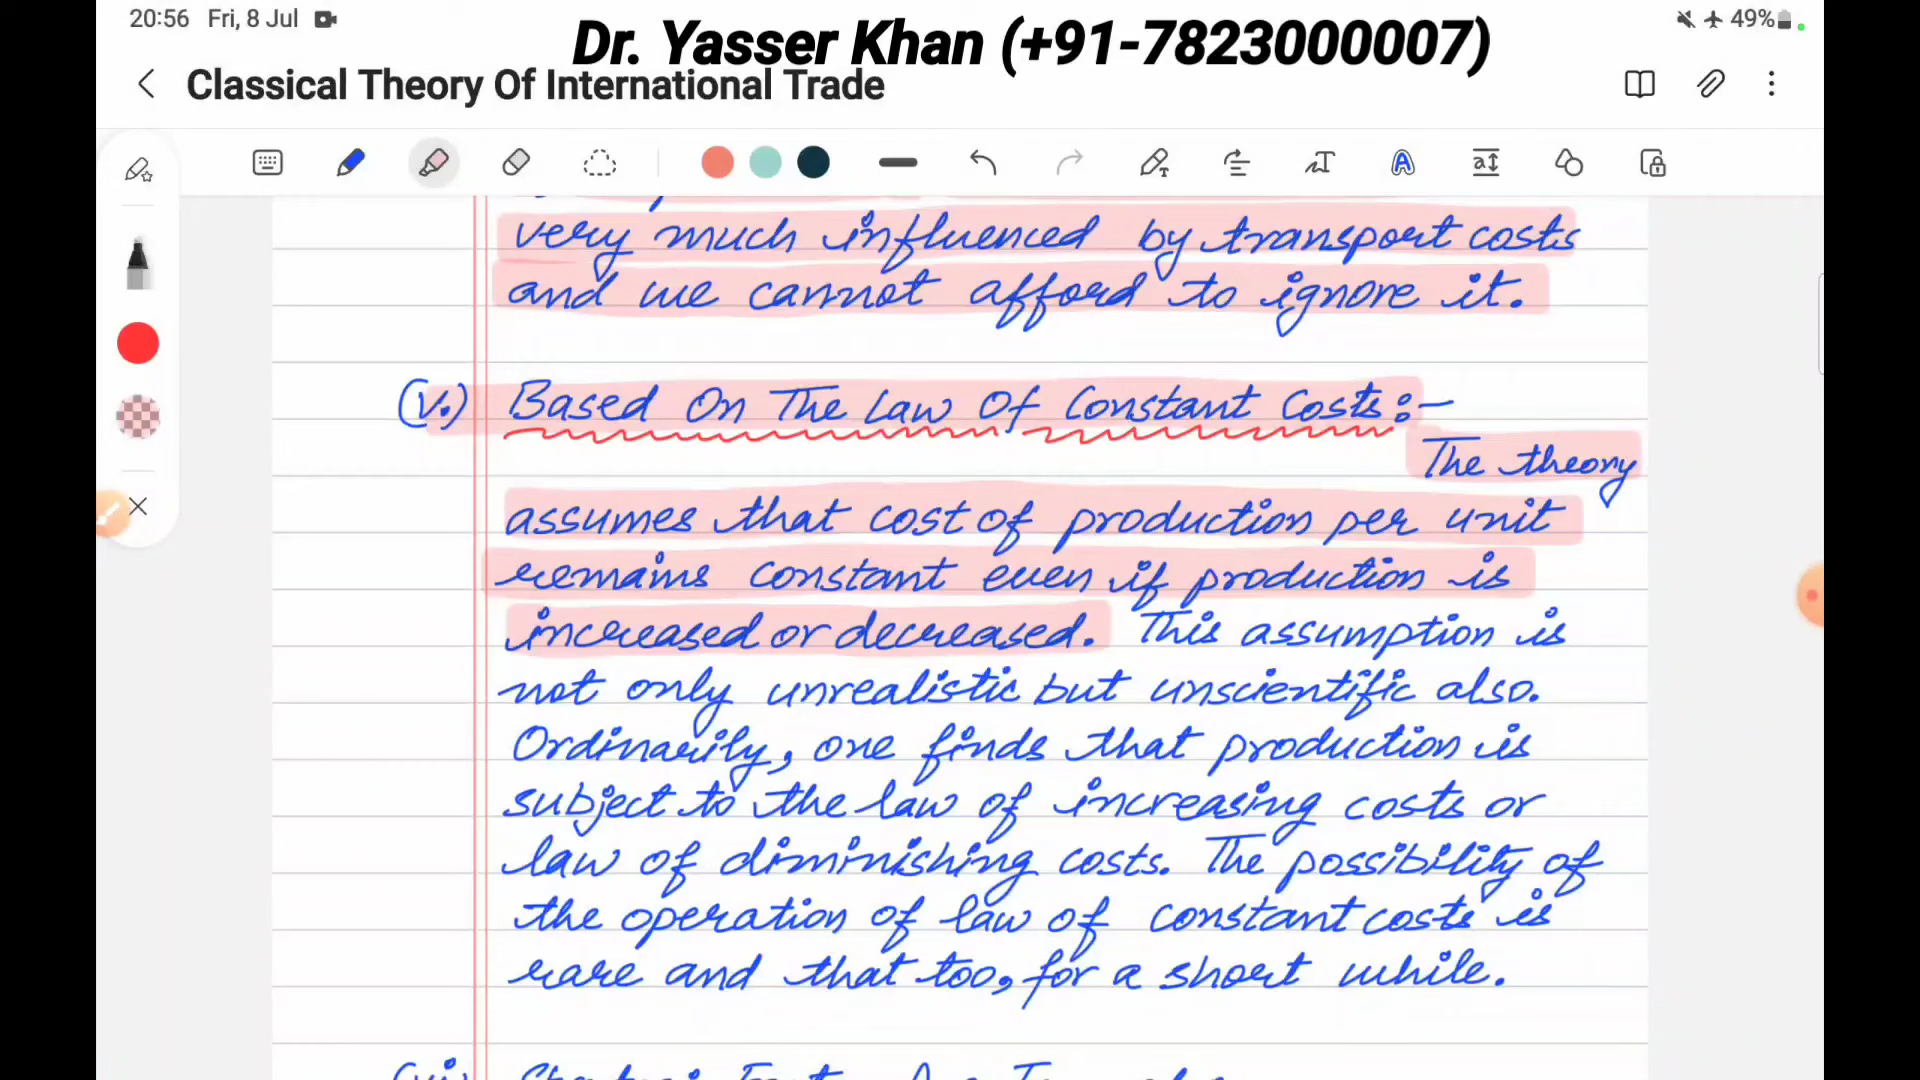 20:56 Fri, 8 Jul
49%
Dr. Yasser Khan (+91-7823000007)
Classical Theory Of International Trade
very much influenced by transport costs
and we cannot afford to ignore it.
(v.) Based On The Law Of Constant Costs:-
The theory
assumes that cost of production per unit
remains constant even if production is
increased or decreased. This assumption is
not only unrealistic but unscientific also.
Ordinarily, one finds that production is
subject to the law of increasing costs or
law of diminishing costs. The possibility of
the operation of law of constant costs is
rare and that too, for a short while.